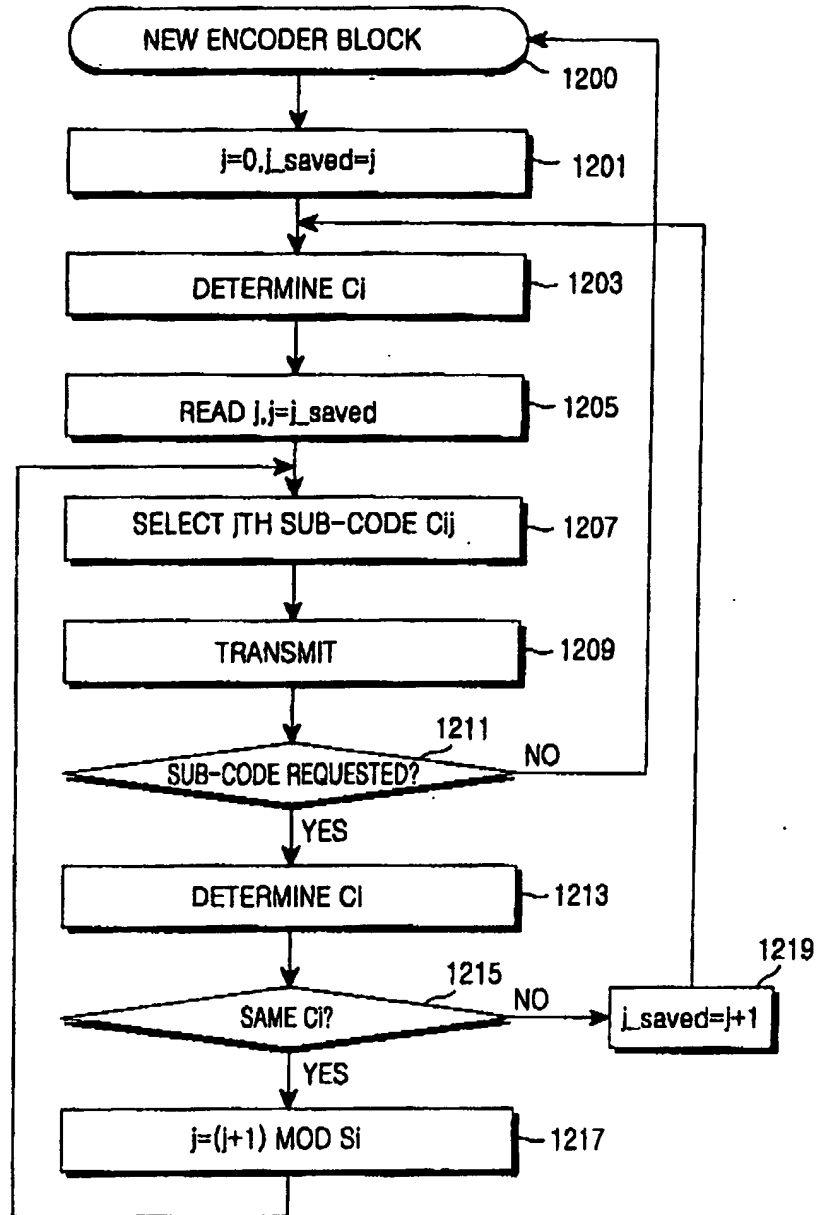 NEW ENCODER BLOCK
1200
j=0,j_saved=j
1201
DETERMINE Ci
1203
READ j,j=j_saved
1205
SELECT jTH SUB-CODE Cij
1207
TRANSMIT
1209
1211
SUB-CODE REQUESTED?
NO
YES
DETERMINE Ci
1213
1215
SAME Ci?
NO
1219
j_saved=j+1
YES
j=(j+1) MOD Si
1217